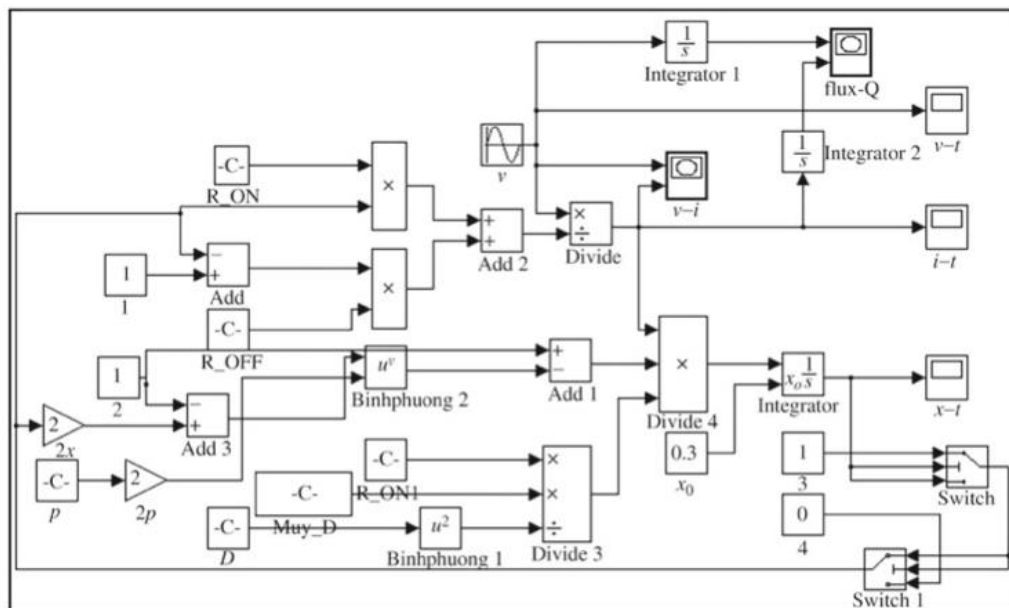 1/s
Integrator 1
flux-Q
v
v–t
1/s
Integrator 2
-C-
R_ON
×
v–i
+
+
Add 2
×
÷
Divide
i–t
1
1
−
+
Add
×
-C-
R_OFF
1
2
u^v
Binhphuong 2
+
−
Add 1
×
Divide 4
x_o 1/s
Integrator
x–t
2
2x
−
+
Add 3
-C-
p
2
2p
-C-
R_ON1
-C-
Muy_D
-C-
D
u^2
Binhphuong 1
×
×
÷
Divide 3
0.3
x_0
1
3
Switch
0
4
Switch 1